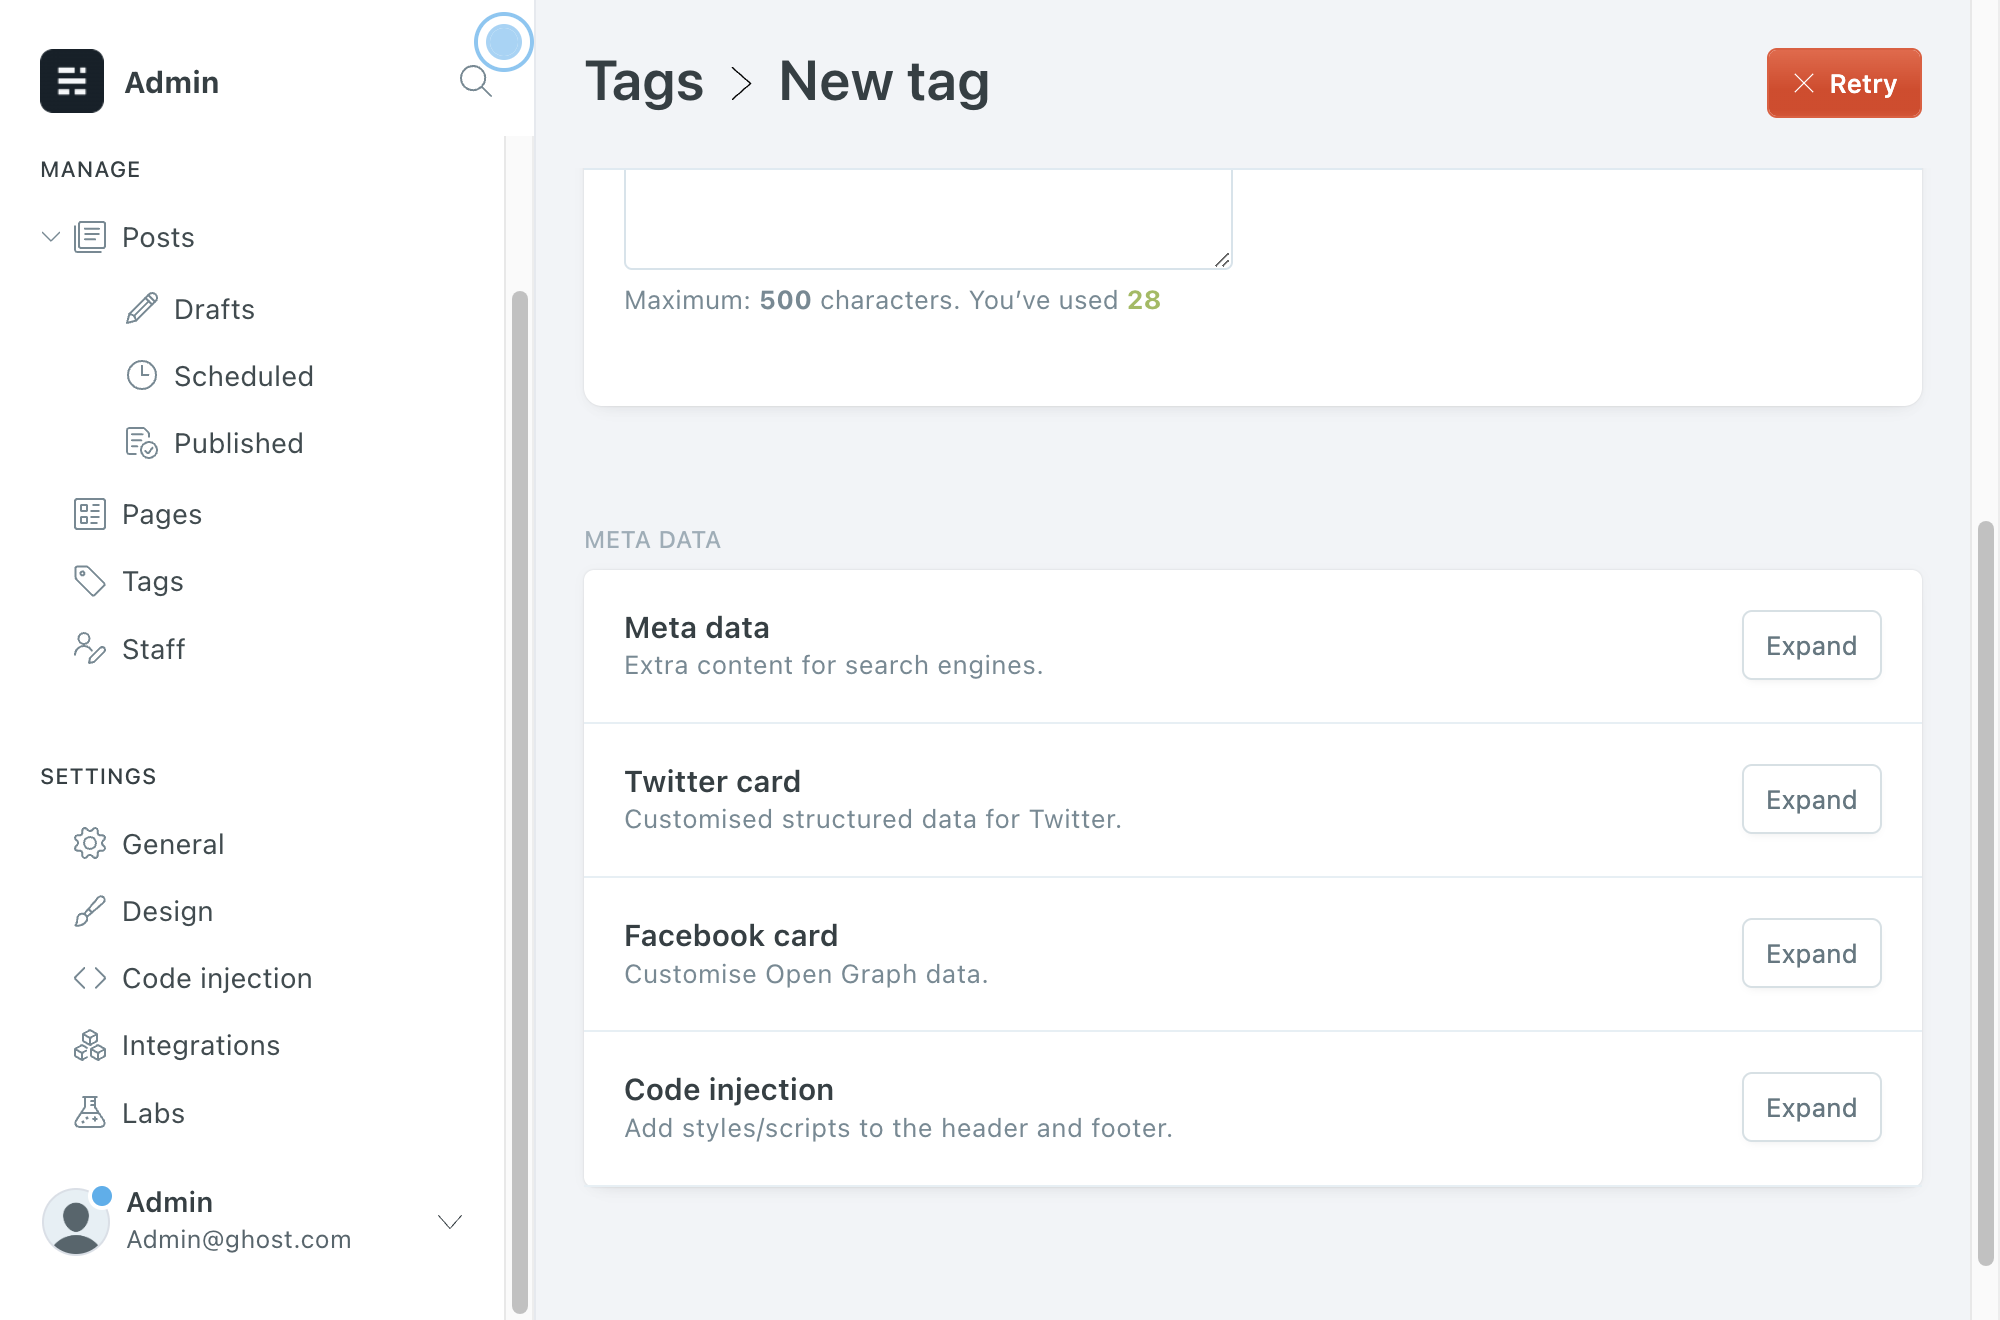 Admin
MANAGE
Posts
Drafts
Scheduled
Published
Pages
Tags
Staff
SETTINGS
General
Design
Code injection
Integrations
Labs
Admin
Admin@ghost.com
Tags > New tag
Retry
Maximum: 500 characters. You’ve used 28
META DATA
Meta data
Extra content for search engines.
Expand
Twitter card
Customised structured data for Twitter.
Expand
Facebook card
Customise Open Graph data.
Expand
Code injection
Add styles/scripts to the header and footer.
Expand